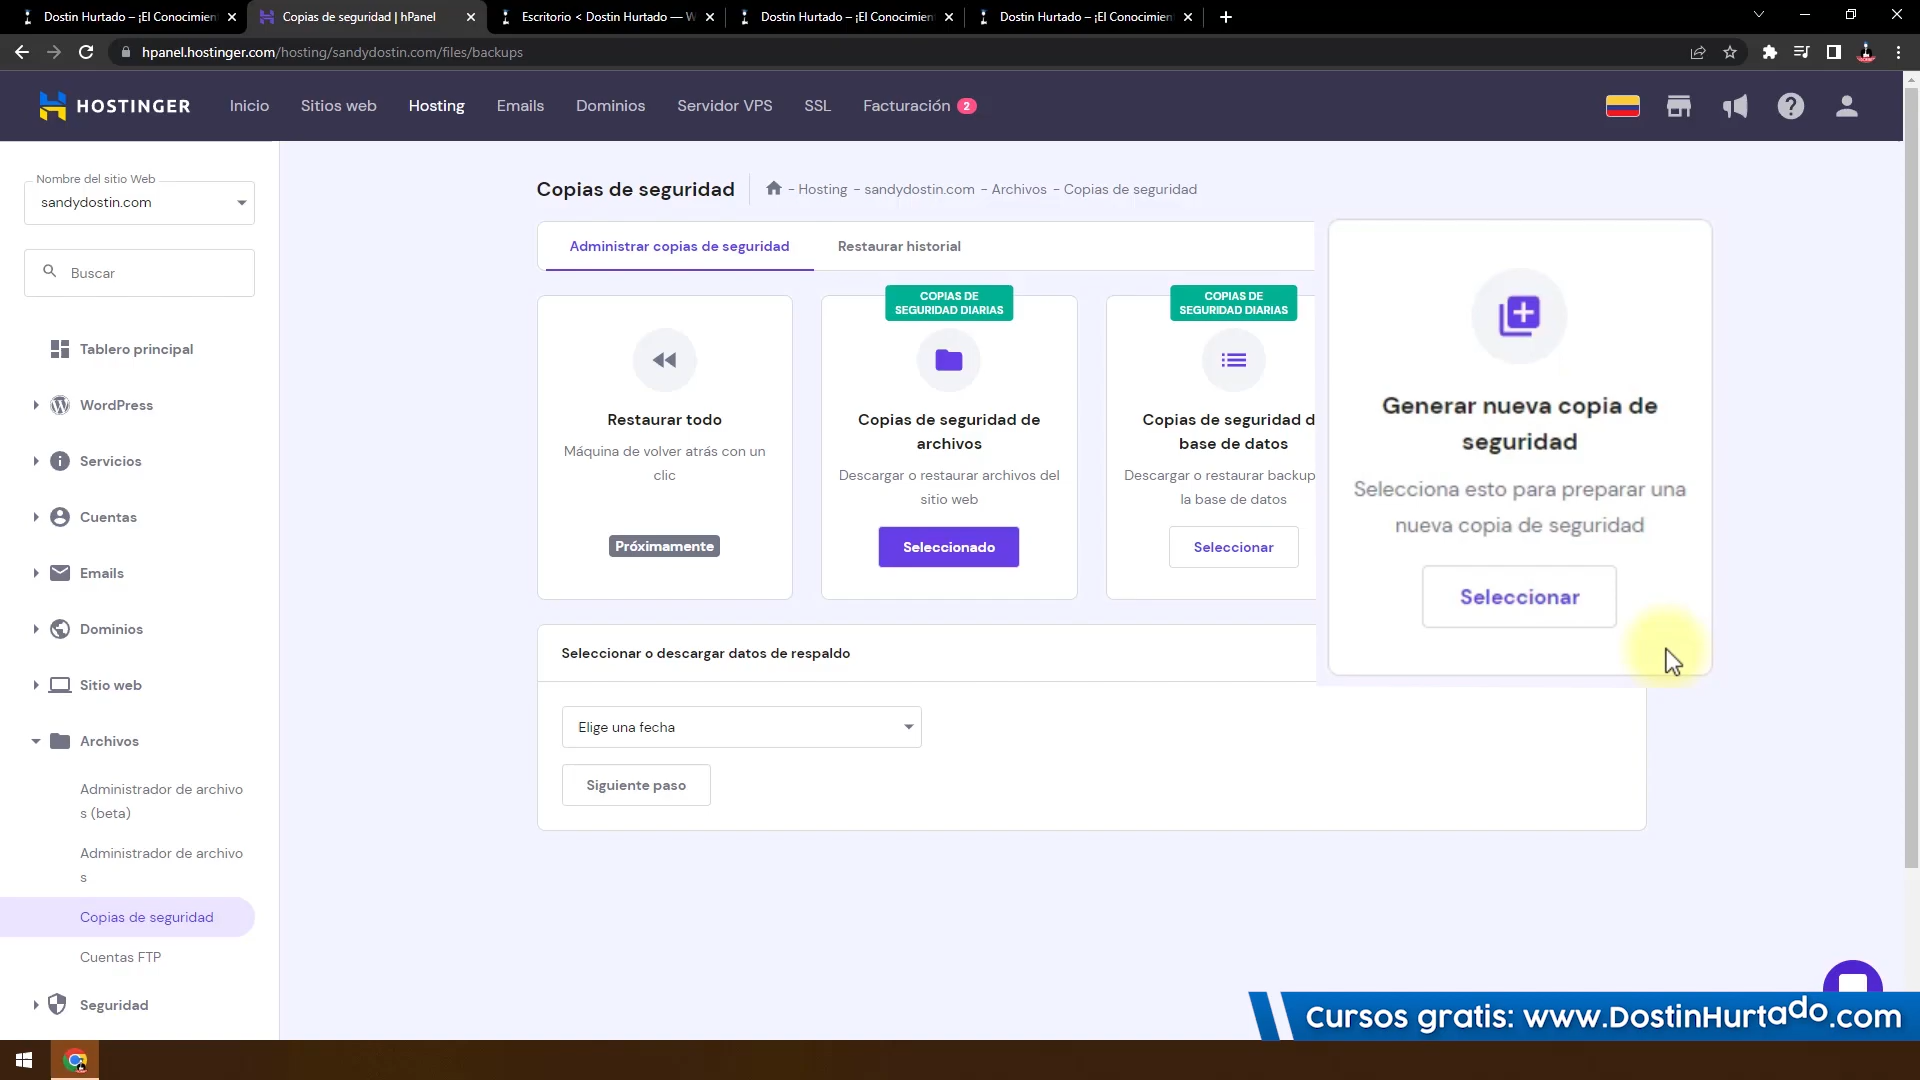 Dostin Hurtado – ¡El Conocimien
Copias de seguridad | hPanel
Escritorio < Dostin Hurtado — W
Dostin Hurtado – ¡El Conocimien
Dostin Hurtado – ¡El Conocimien
hpanel.hostinger.com/hosting/sandydostin.com/files/backups
HOSTINGER
Inicio
Sitios web
Hosting
Emails
Dominios
Servidor VPS
SSL
Facturación 2
Nombre del sitio Web
sandydostin.com
Buscar
Tablero principal
WordPress
Servicios
Cuentas
Emails
Dominios
Sitio web
Archivos
Administrador de archivo
s (beta)
Administrador de archivo
s
Copias de seguridad
Cuentas FTP
Seguridad
Copias de seguridad
- Hosting - sandydostin.com - Archivos - Copias de seguridad
Administrar copias de seguridad
Restaurar historial
Restaurar todo
Máquina de volver atrás con un
clic
Próximamente
COPIAS DE
SEGURIDAD DIARIAS
Copias de seguridad de
archivos
Descargar o restaurar archivos del
sitio web
Seleccionado
COPIAS DE
SEGURIDAD DIARIAS
Copias de seguridad d
base de datos
Descargar o restaurar backup
la base de datos
Seleccionar
Generar nueva copia de
seguridad
Selecciona esto para preparar una
nueva copia de seguridad
Seleccionar
Seleccionar o descargar datos de respaldo
Elige una fecha
Siguiente paso
Cursos gratis: www.DostinHurtado.com